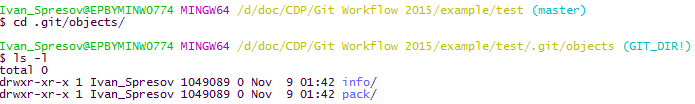 Ivan_Spresov@EPBYMINW0774 MINGW64 /d/doc/CDP/Git Workflow 2015/example/test (master)
$ cd .git/objects/
Ivan_Spresov@EPBYMINW0774 MINGW64 /d/doc/CDP/Git Workflow 2015/example/test/.git/objects (GIT_DIR!)
$ ls -l
total 0
drwxr-xr-x 1 Ivan_Spresov 1049089 0 Nov  9 01:42 info/
drwxr-xr-x 1 Ivan_Spresov 1049089 0 Nov  9 01:42 pack/